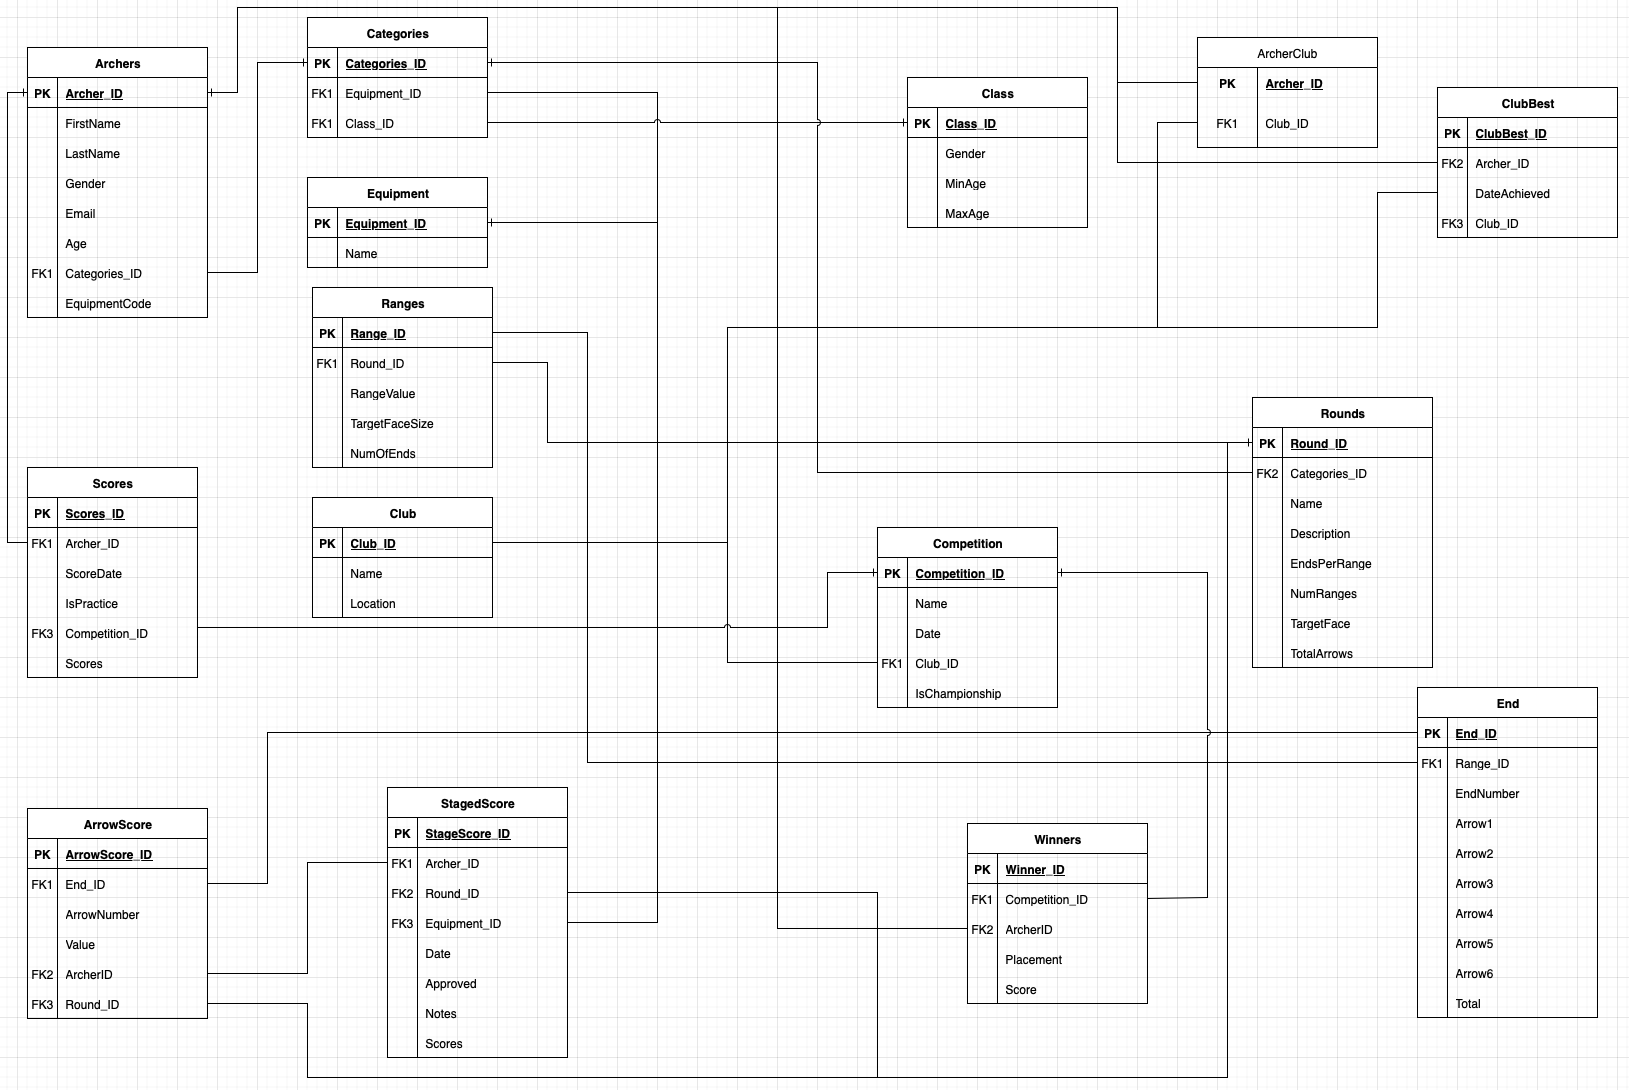 Archers
PK Archer_ID
FirstName
LastName
Gender
Email
Age
FK1 Categories_ID
EquipmentCode
Categories
PK Categories_ID
FK1 Equipment_ID
FK1 Class_ID
Equipment
PK Equipment_ID
Name
Class
PK Class_ID
Gender
MinAge
MaxAge
ArcherClub
PK Archer_ID
FK1 Club_ID
ClubBest
PK ClubBest_ID
FK2 Archer_ID
DateAchieved
FK3 Club_ID
Ranges
PK Range_ID
FK1 Round_ID
RangeValue
TargetFaceSize
NumOfEnds
Rounds
PK Round_ID
FK2 Categories_ID
Name
Description
EndsPerRange
NumRanges
TargetFace
TotalArrows
Scores
PK Scores_ID
FK1 Archer_ID
ScoreDate
IsPractice
FK3 Competition_ID
Scores
Club
PK Club_ID
Name
Location
Competition
PK Competition_ID
Name
Date
FK1 Club_ID
IsChampionship
End
PK End_ID
FK1 Range_ID
EndNumber
Arrow1
Arrow2
Arrow3
Arrow4
Arrow5
Arrow6
Total
ArrowScore
PK ArrowScore_ID
FK1 End_ID
ArrowNumber
Value
FK2 ArcherID
FK3 Round_ID
StagedScore
PK StageScore_ID
FK1 Archer_ID
FK2 Round_ID
FK3 Equipment_ID
Date
Approved
Notes
Scores
Winners
PK Winner_ID
FK1 Competition_ID
FK2 ArcherID
Placement
Score